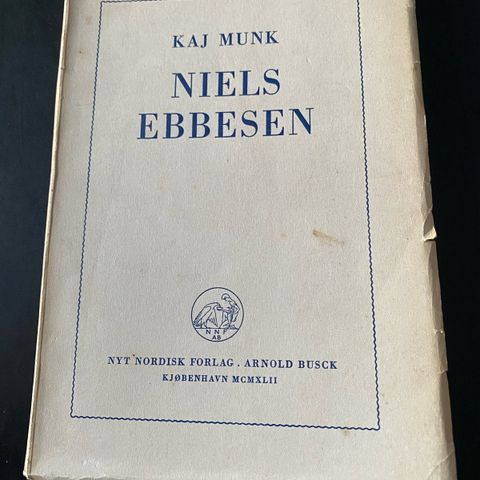 KAJ MUNK
NIELS
EBBESEN
NNF
AB
NYT NORDISK FORLAG . ARNOLD BUSCK
KJØBENHAVN MCMXLII